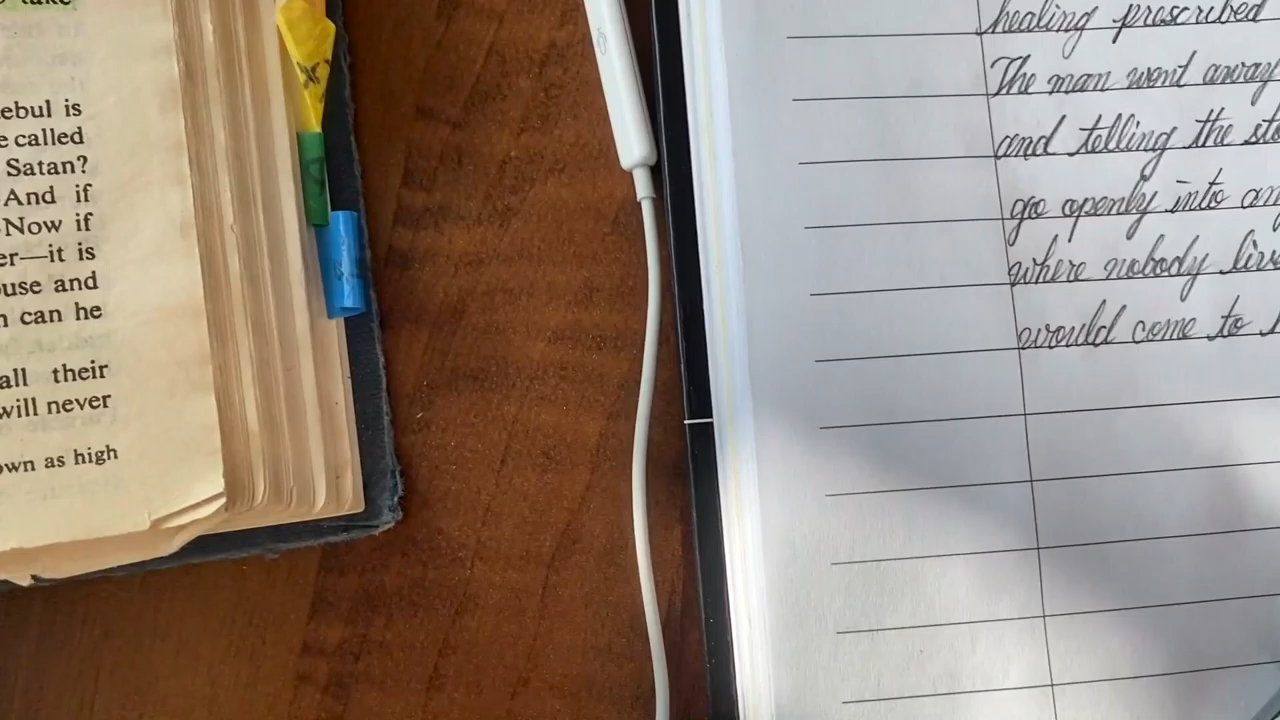 take
ebul is
e called
Satan?
And if
Now if
er—it is
ouse and
n can he
all their
will never
own as high
healing prescribed
The man went away
and telling the sto
go openly into an
where nobody live
would come to h